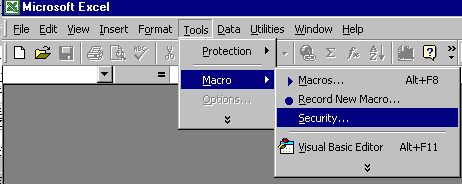 Microsoft Excel
File Edit View Insert Format Tools Data Utilities Window Help
Protection
=
Macro
Macros... Alt+F8
Options...
Record New Macro...
Security...
Visual Basic Editor Alt+F11